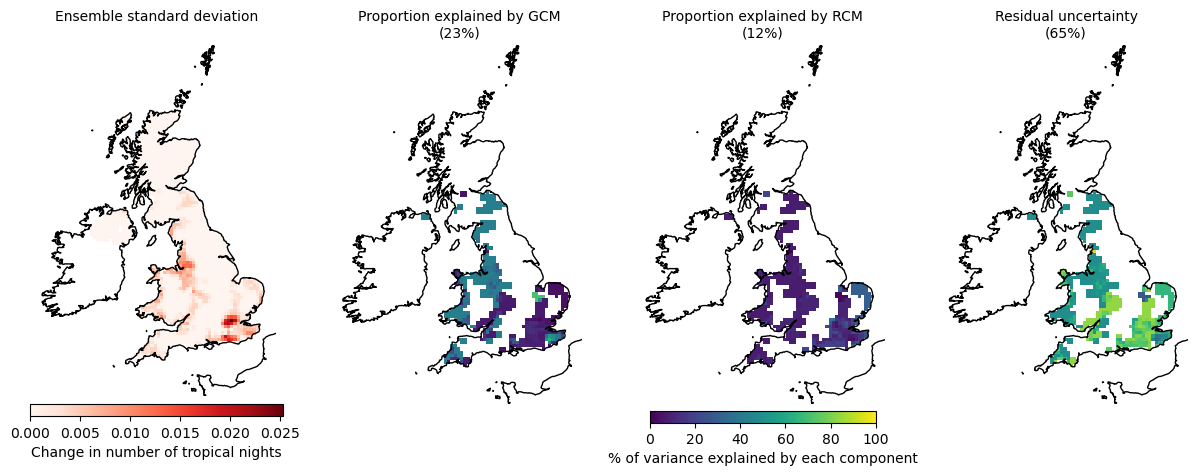 Ensemble standard deviation
Proportion explained by GCM
(23%)
Proportion explained by RCM
(12%)
Residual uncertainty
(65%)
0.000 0.005 0.010 0.015 0.020 0.025
Change in number of tropical nights
0 20 40 60 80 100
% of variance explained by each component